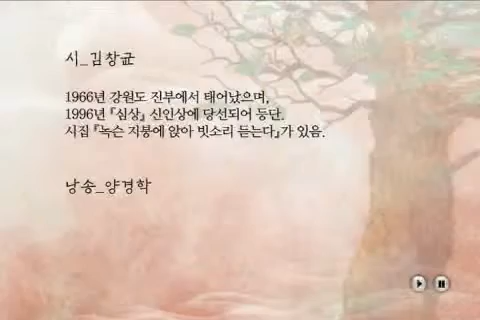 시_김창균
1966년 강원도 진부에서 태어났으며,
1996년 『심상』 신인상에 당선되어 등단.
시집 『녹슨 지붕에 앉아 빗소리 듣는다』가 있음.
낭송_양경학